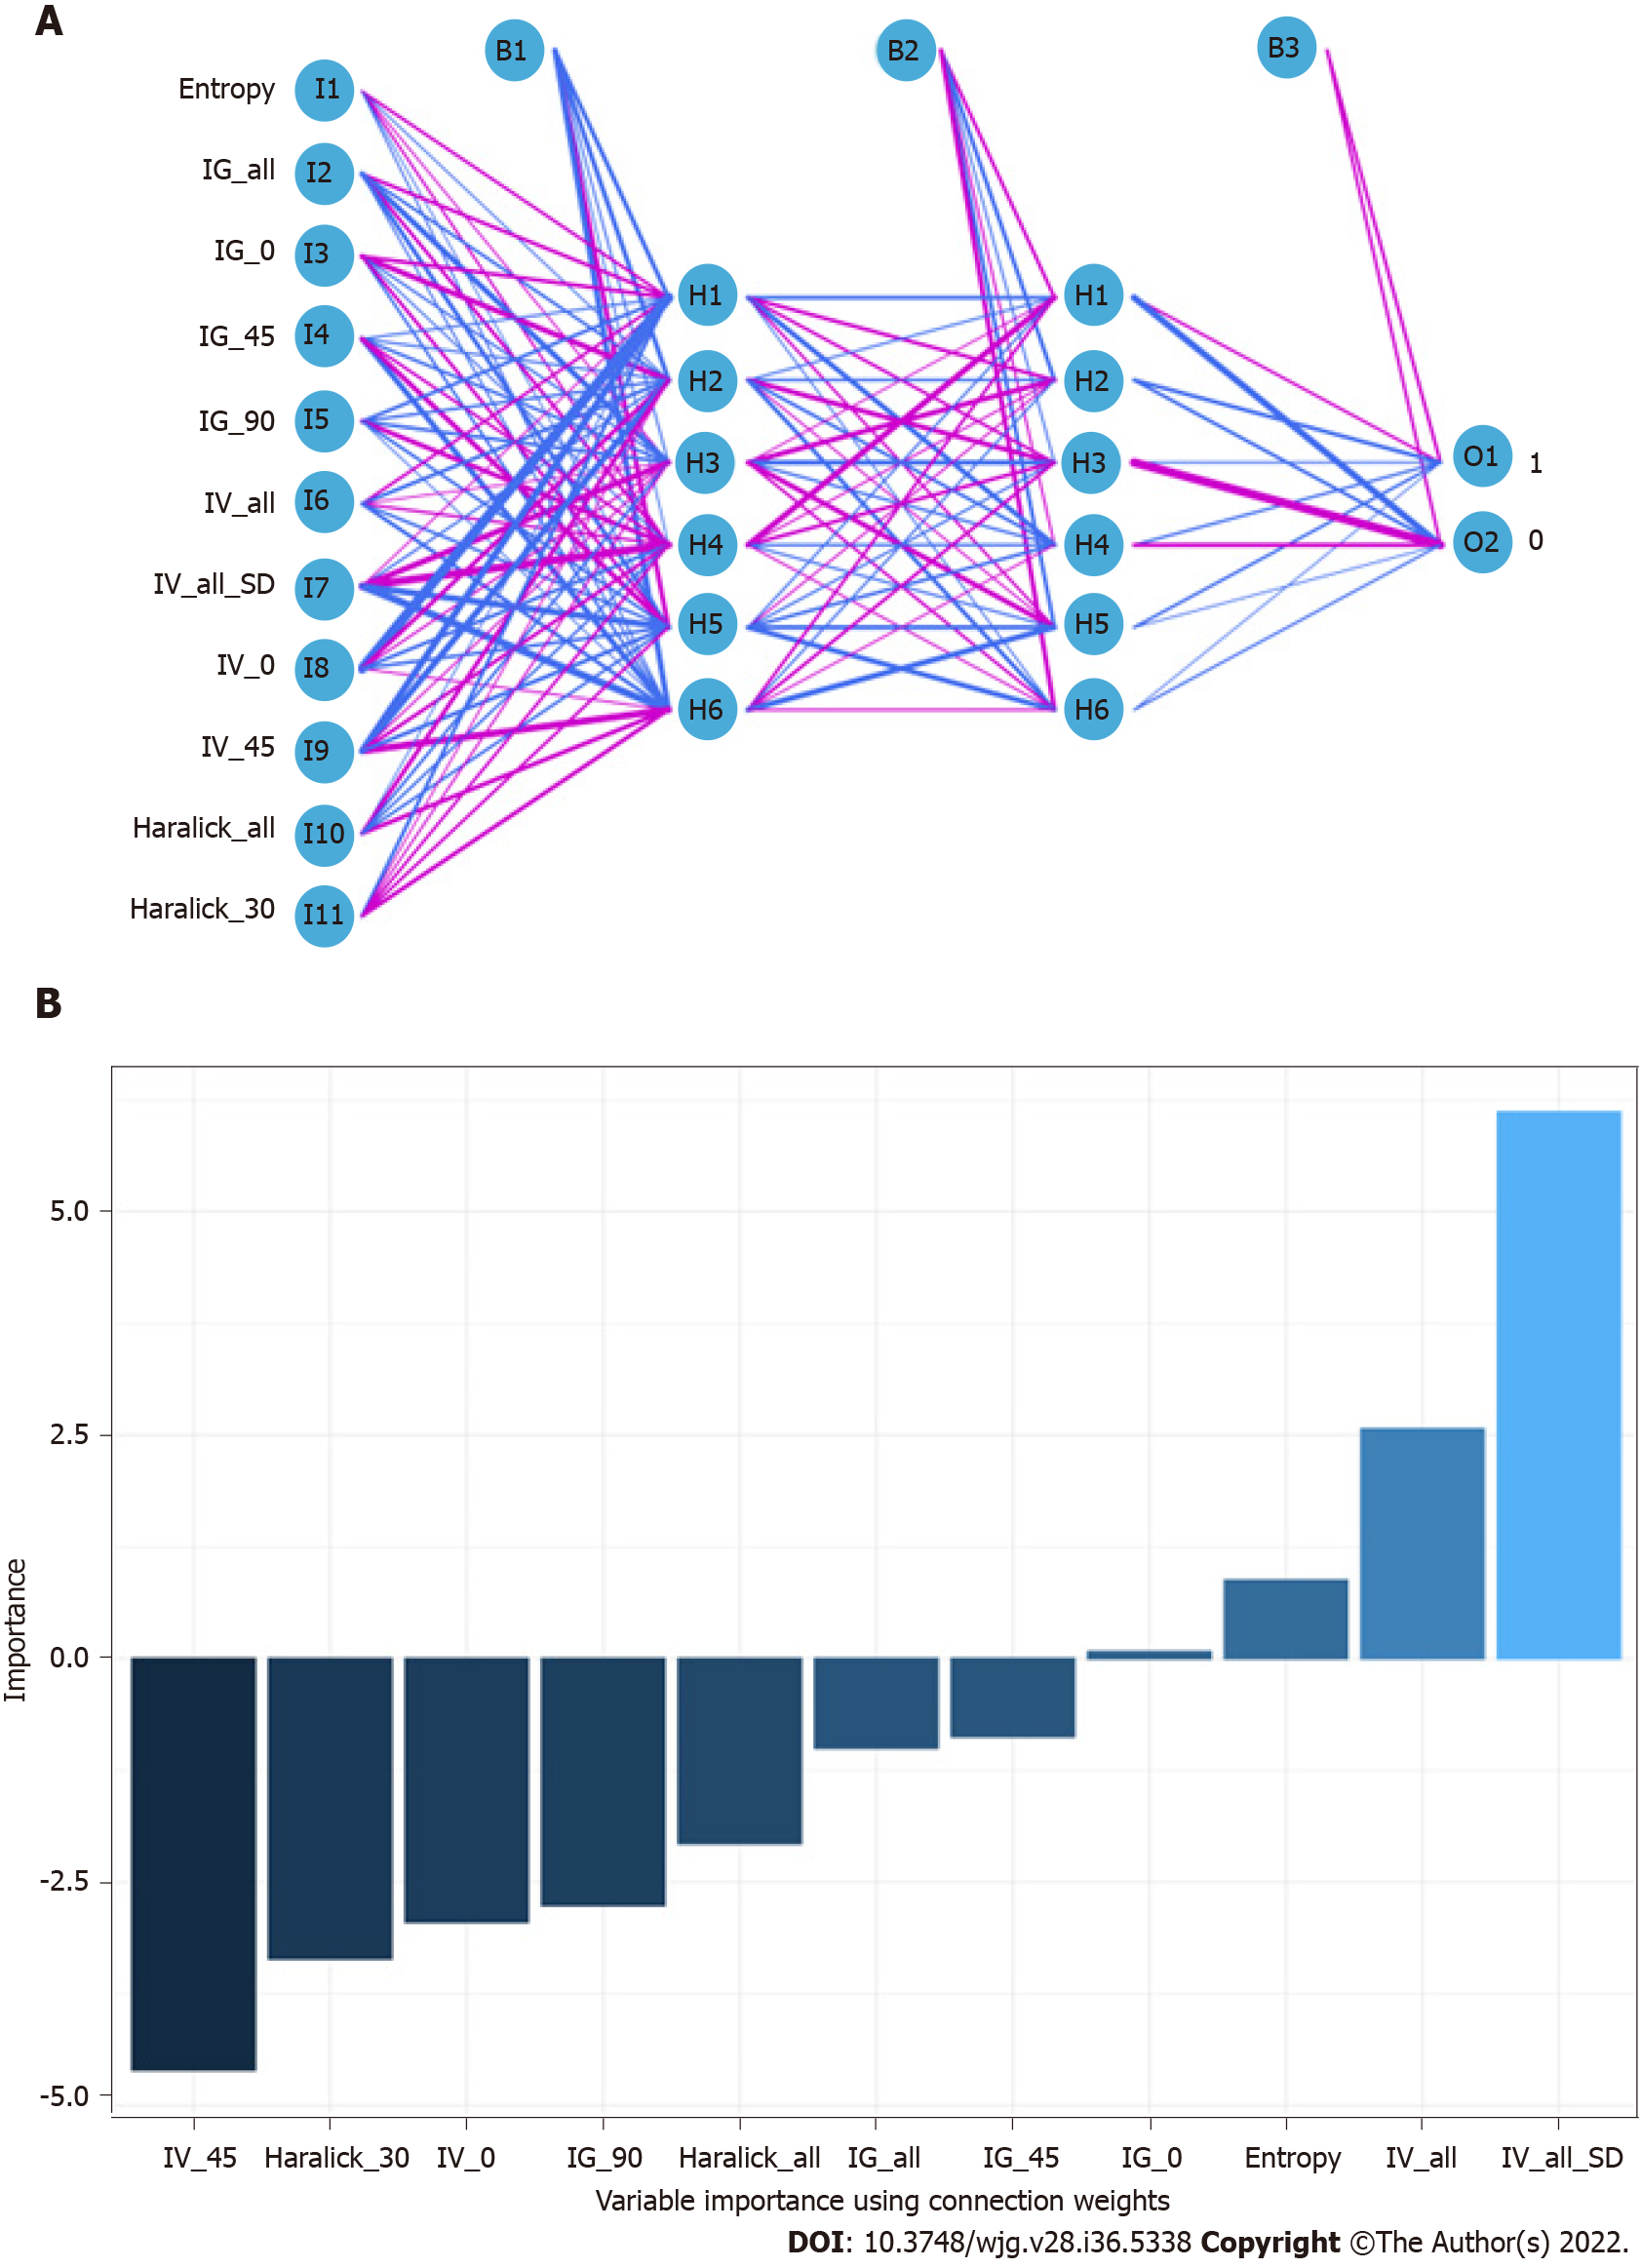 A
B1 B2 B3
Entropy I1
IG_all I2
IG_0 I3
IG_45 I4
IG_90 I5
IV_all I6
IV_all_SD I7
IV_0 I8
IV_45 I9
Haralick_all I10
Haralick_30 I11
H1 H1
H2 H2
H3 H3
H4 H4
H5 H5
H6 H6
O1 1
O2 0
B
Importance
5.0
2.5
0.0
-2.5
-5.0
IV_45 Haralick_30 IV_0 IG_90 Haralick_all IG_all IG_45 IG_0 Entropy IV_all IV_all_SD
Variable importance using connection weights
DOI: 10.3748/wjg.v28.i36.5338 Copyright ©The Author(s) 2022.